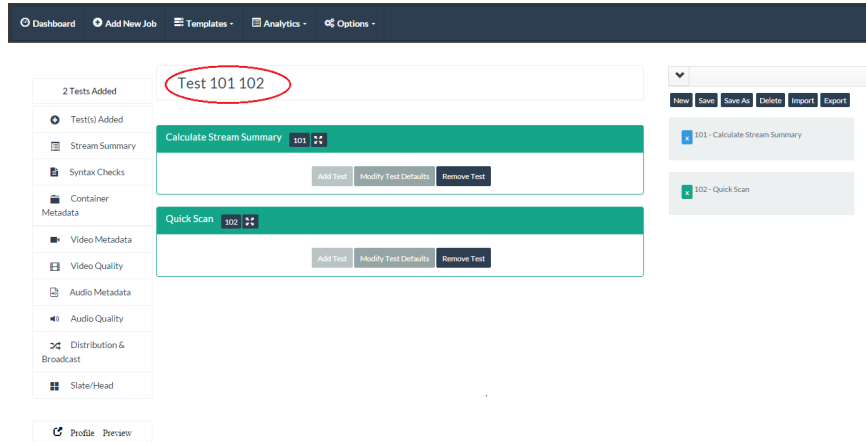 Dashboard Add New Job Templates - Analytics - Options -
2 Tests Added
Test(s) Added
Stream Summary
Syntax Checks
Container
Metadata
Video Metadata
Video Quality
Audio Metadata
Audio Quality
Distribution &
Broadcast
Slate/Head
Profile Preview
Test 101 102
Calculate Stream Summary 101
Add Test Modify Test Defaults Remove Test
Quick Scan 102
Add Test Modify Test Defaults Remove Test
New Save Save As Delete Import Export
x 101 - Calculate Stream Summary
x 102 - Quick Scan